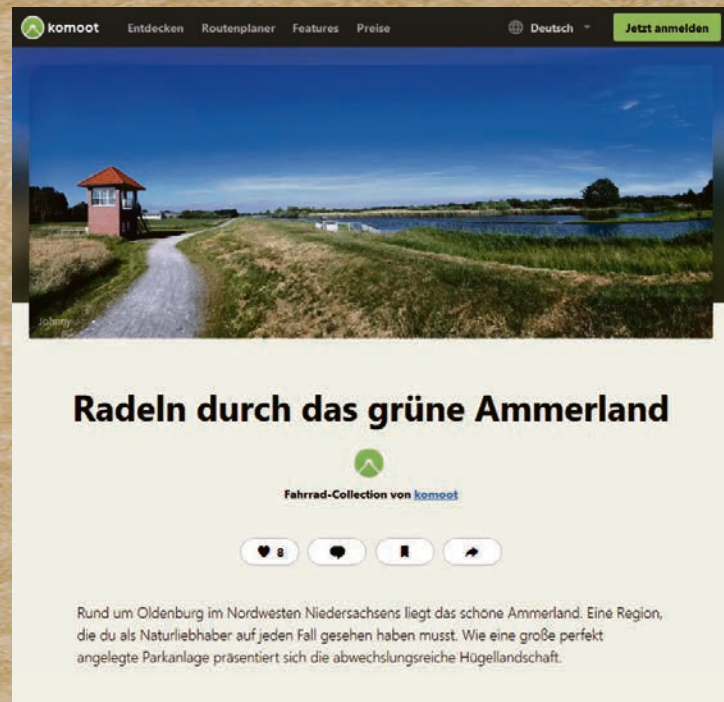 komoot Entdecken Routenplaner Features Preise Deutsch Jetzt anmelden
Johnny
Radeln durch das grüne Ammerland
Fahrrad-Collection von komoot
8
Rund um Oldenburg im Nordwesten Niedersachsens liegt das schöne Ammerland. Eine Region,
die du als Naturliebhaber auf jeden Fall gesehen haben musst. Wie eine große perfekt
angelegte Parkanlage präsentiert sich die abwechslungsreiche Hügellandschaft.